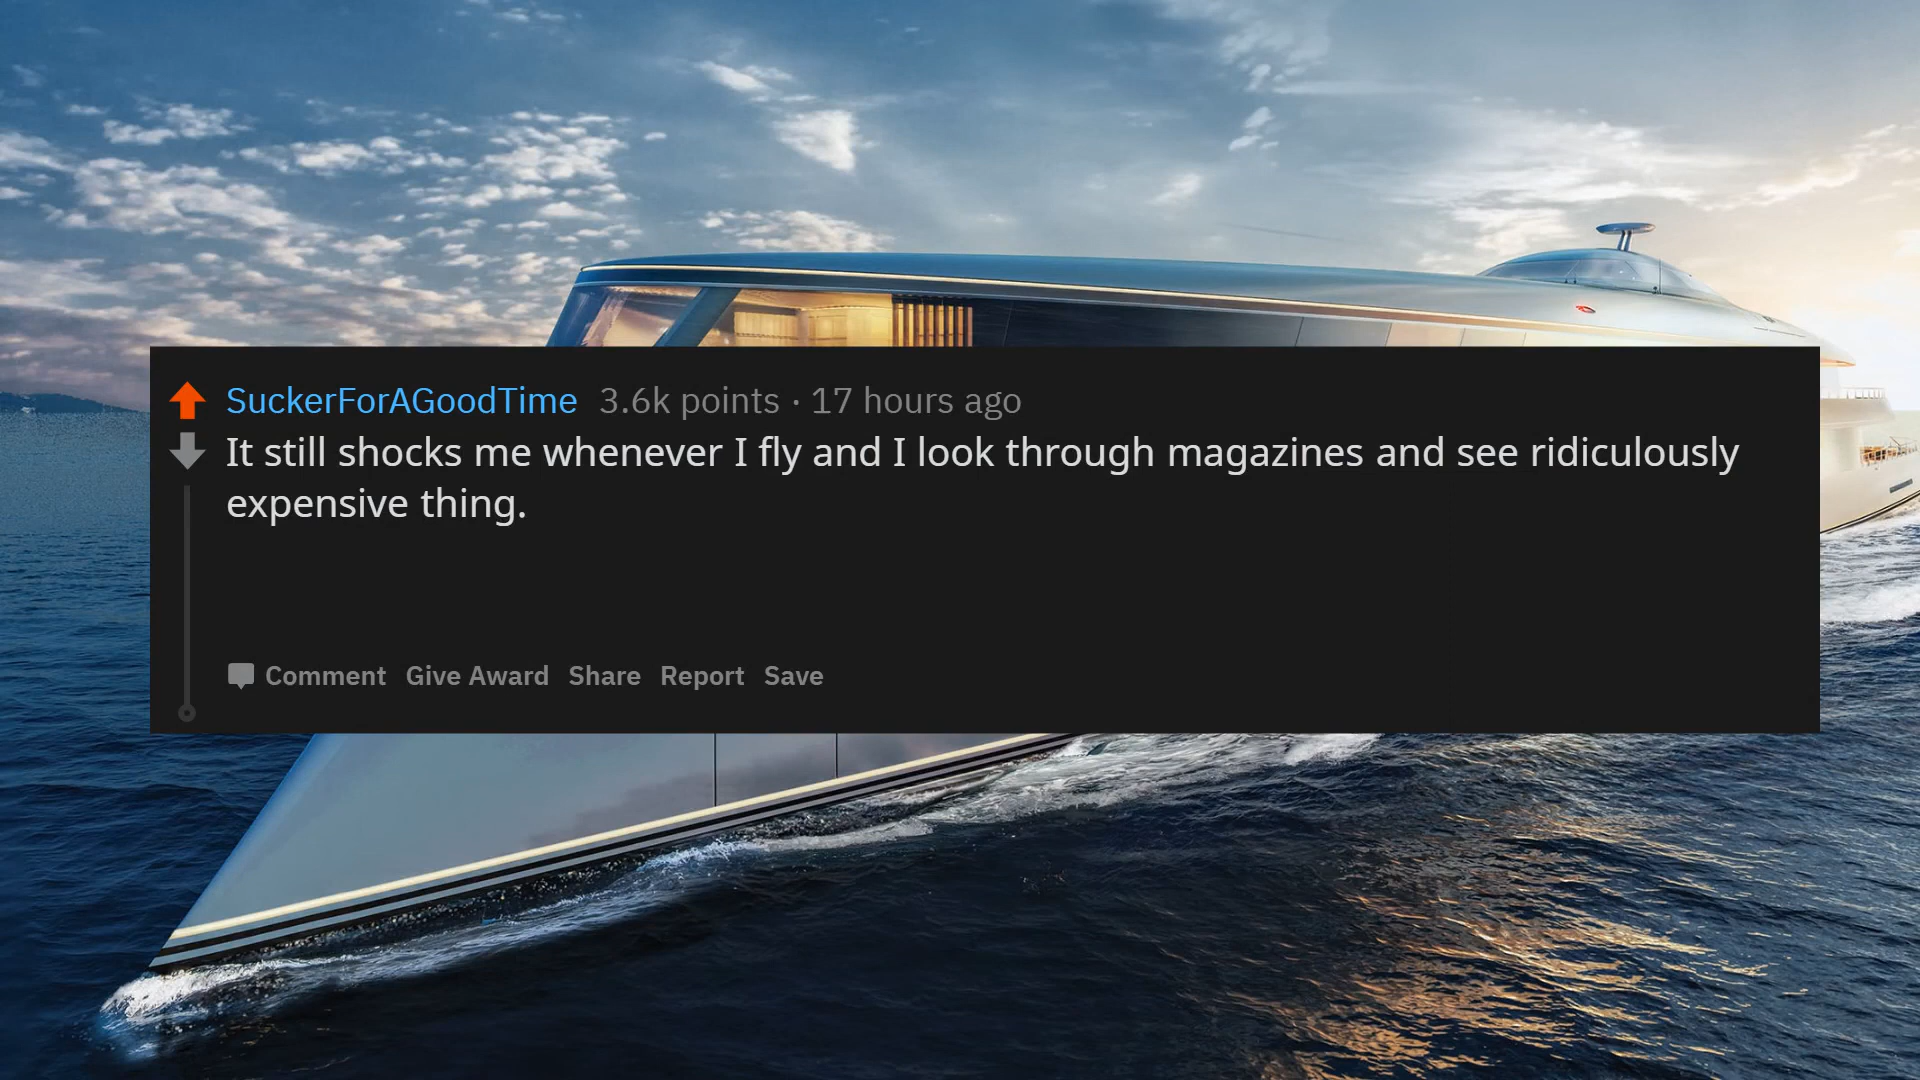 SuckerForAGoodTime 3.6k points · 17 hours ago
It still shocks me whenever I fly and I look through magazines and see ridiculously
expensive thing.
Comment Give Award Share Report Save